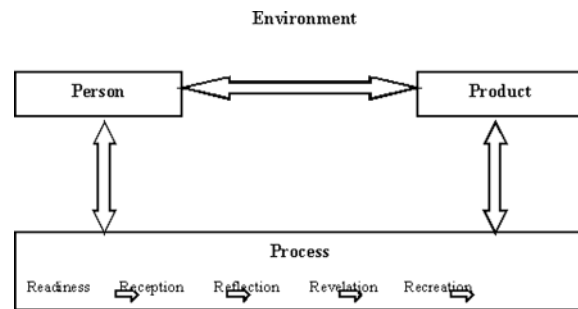 Environment
Person Product
Process
Readiness Reception Reflection Revelation Recreation